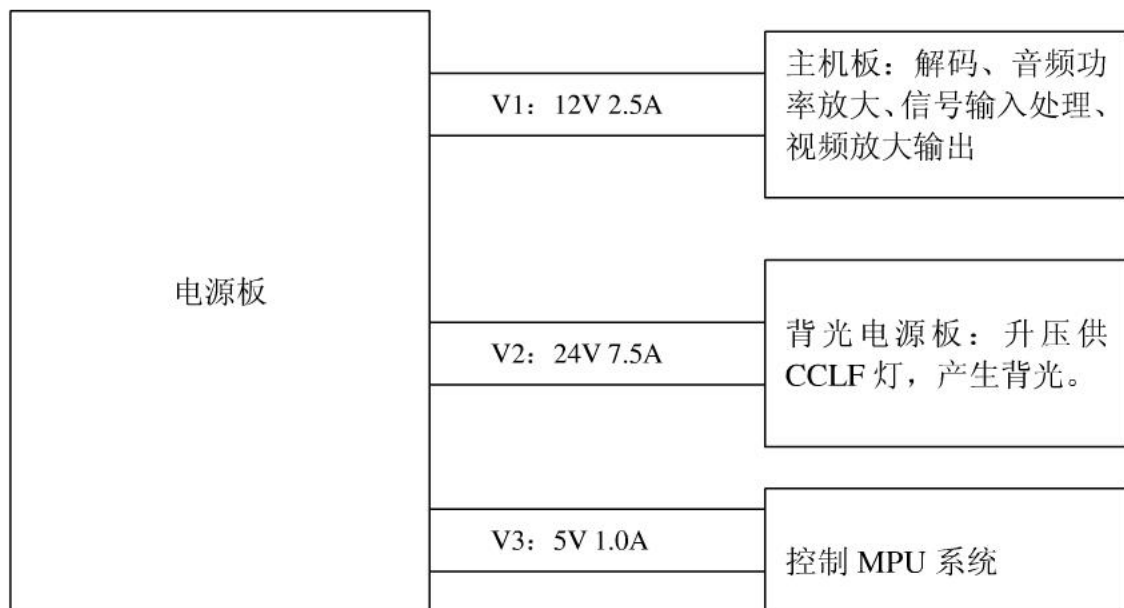 主机板：解码、音频功
率放大、信号输入处理、
视频放大输出
V1：12V 2.5A
电源板
背光电源板：升压供
CCLF 灯，产生背光。
V2：24V 7.5A
V3：5V 1.0A
控制 MPU 系统